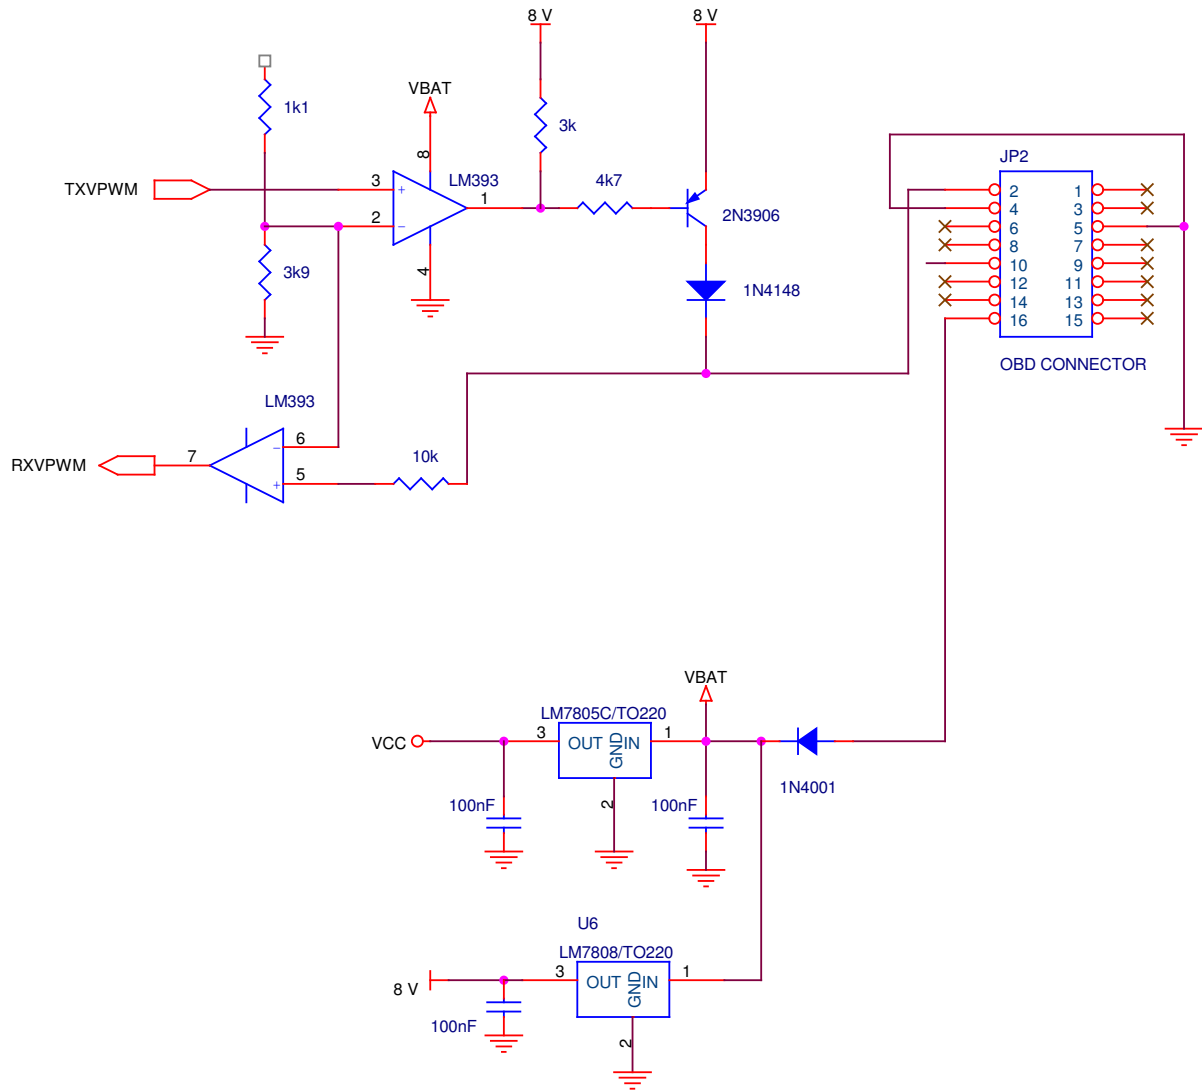 8 V
8 V
1k1
VBAT
3k
JP2
8
TXVPWM
3
+
LM393
4k7
1
2
1
2
-
2N3906
4
3
6
5
3k9
4
8
7
1N4148
10
9
12
11
14
13
16
15
OBD CONNECTOR
LM393
6
-
RXVPWM
7
10k
5
+
VBAT
LM7805C/TO220
VCC
3
OUT
GND
IN
1
1N4001
100nF
2
100nF
U6
LM7808/TO220
8 V
3
OUT
GND
IN
1
100nF
2